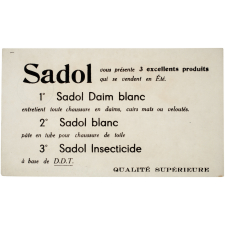 Sadol vous présente 3 excellents produits
qui se vendent en Été.
1° Sadol Daim blanc
entretient toute chaussure en daims, cuirs mats ou veloutés.
2° Sadol blanc
pâte en tube pour chaussure de toile
3° Sadol Insecticide
à base de D.D.T.
QUALITÉ SUPÉRIEURE